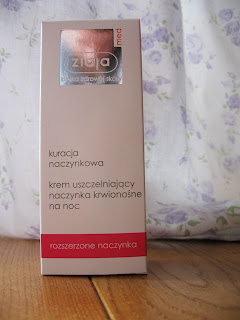 ziaja
med
kuracja
naczynkowa
krem uszczelniający
naczynka krwionośne
na noc
rozszerzone naczynka